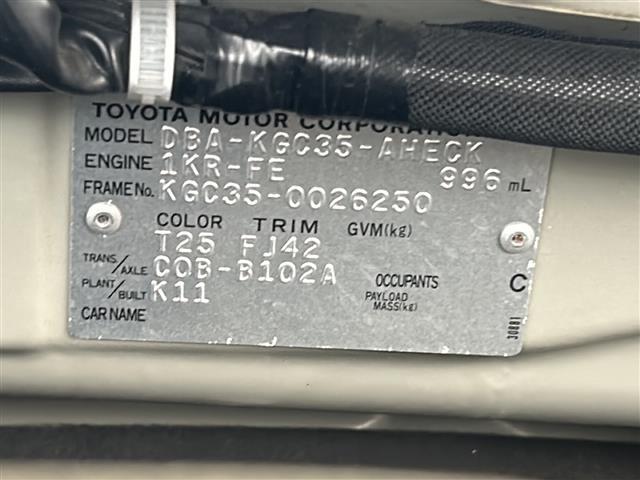 TOYOTA MOTOR CORPORATION
MODEL DBA-KGC35-AHECK
ENGINE 1KR-FE 996 mL
FRAME No. KGC35-0026250
COLOR TRIM GVM(kg)
T25 FJ42
TRANS/AXLE C0B-B102A OCCUPANTS C
PLANT/BUILT K11 PAYLOAD MASS(kg)
CAR NAME
30881